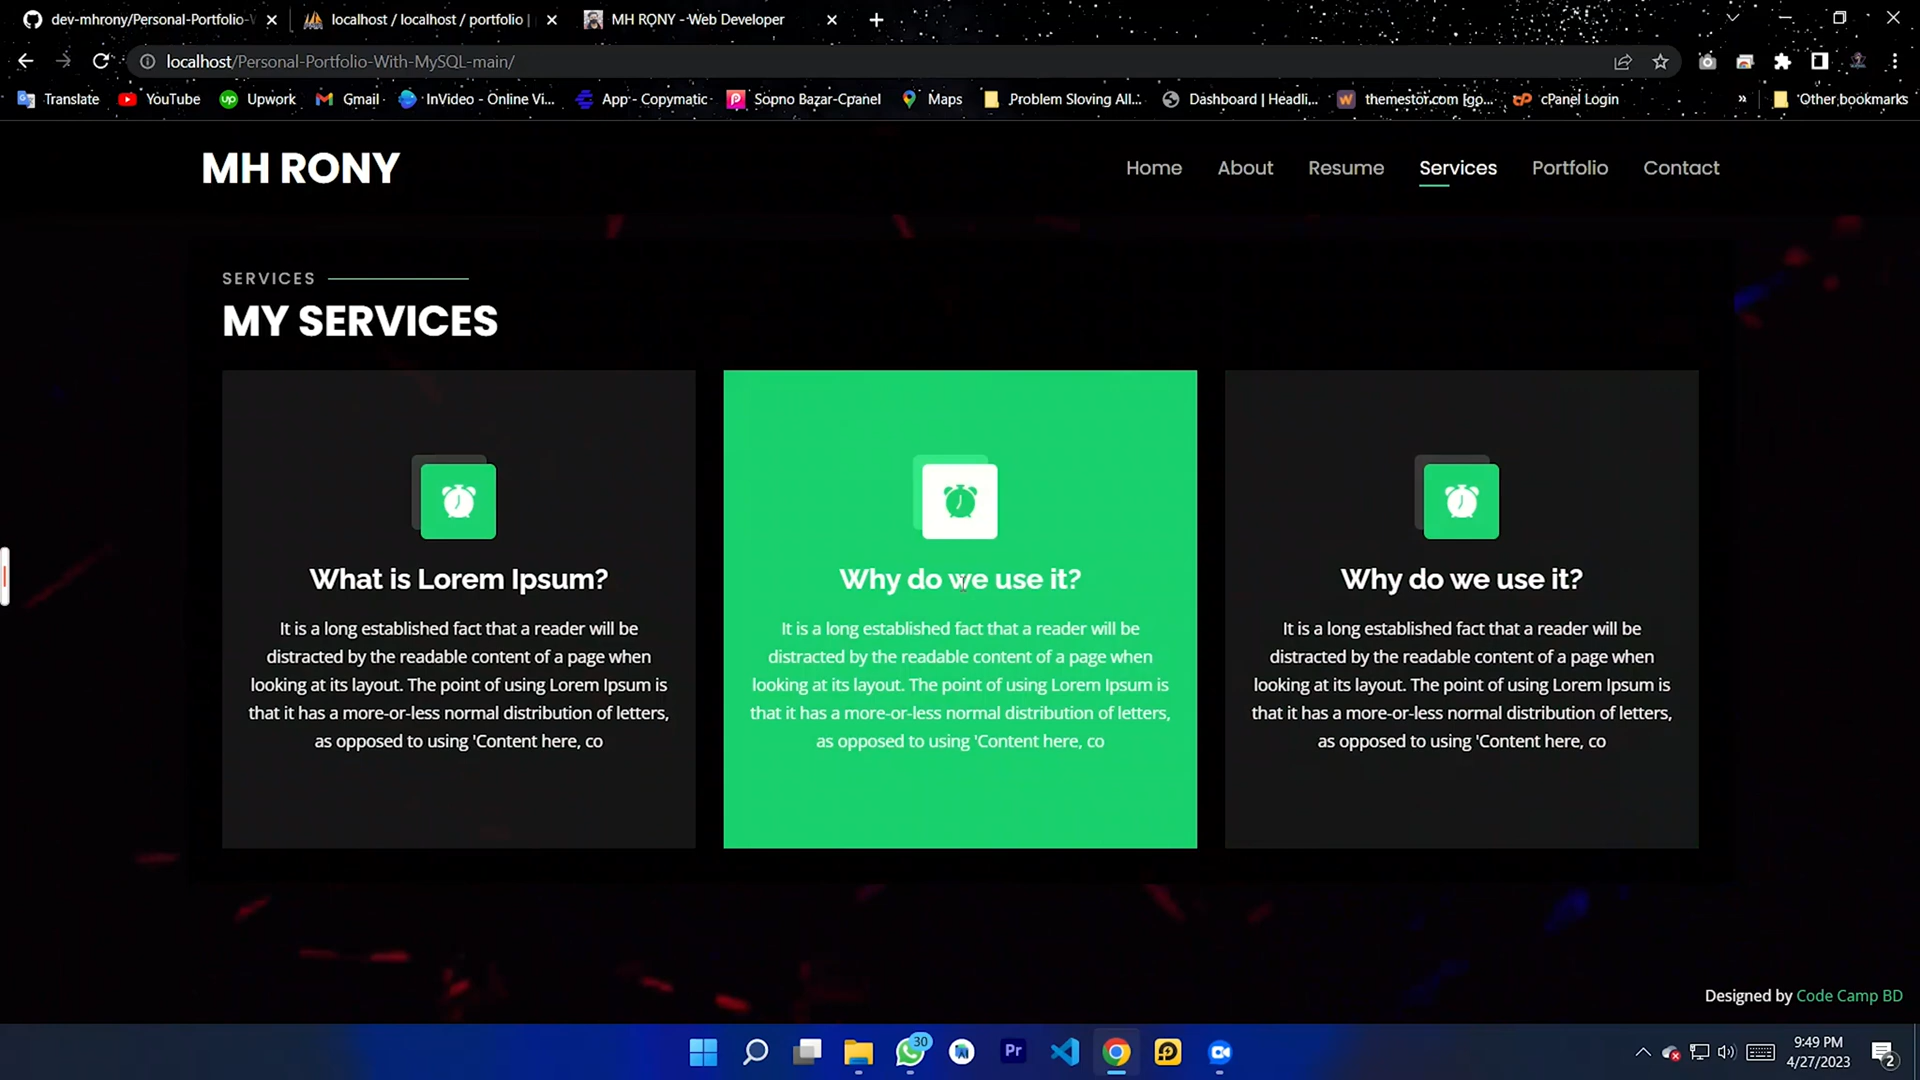 dev-mhrony/Personal-Portfolio-W
localhost / localhost / portfolio |
MH RONY - Web Developer
localhost/Personal-Portfolio-With-MySQL-main/
Translate
YouTube
up
Upwork
Gmail
InVideo - Online Vi...
App - Copymatic
Sopno Bazar-Cpanel
Maps
Problem Sloving All...
Dashboard | Headli...
themestor.com [go...
cP
cPanel Login
»
Other bookmarks
MH RONY
Home
About
Resume
Services
Portfolio
Contact
SERVICES
MY SERVICES
What is Lorem Ipsum?
It is a long established fact that a reader will be
distracted by the readable content of a page when
looking at its layout. The point of using Lorem Ipsum is
that it has a more-or-less normal distribution of letters,
as opposed to using 'Content here, co
Why do we use it?
It is a long established fact that a reader will be
distracted by the readable content of a page when
looking at its layout. The point of using Lorem Ipsum is
that it has a more-or-less normal distribution of letters,
as opposed to using 'Content here, co
Why do we use it?
It is a long established fact that a reader will be
distracted by the readable content of a page when
looking at its layout. The point of using Lorem Ipsum is
that it has a more-or-less normal distribution of letters,
as opposed to using 'Content here, co
Designed by Code Camp BD
30
Pr
9:49 PM
4/27/2023
2